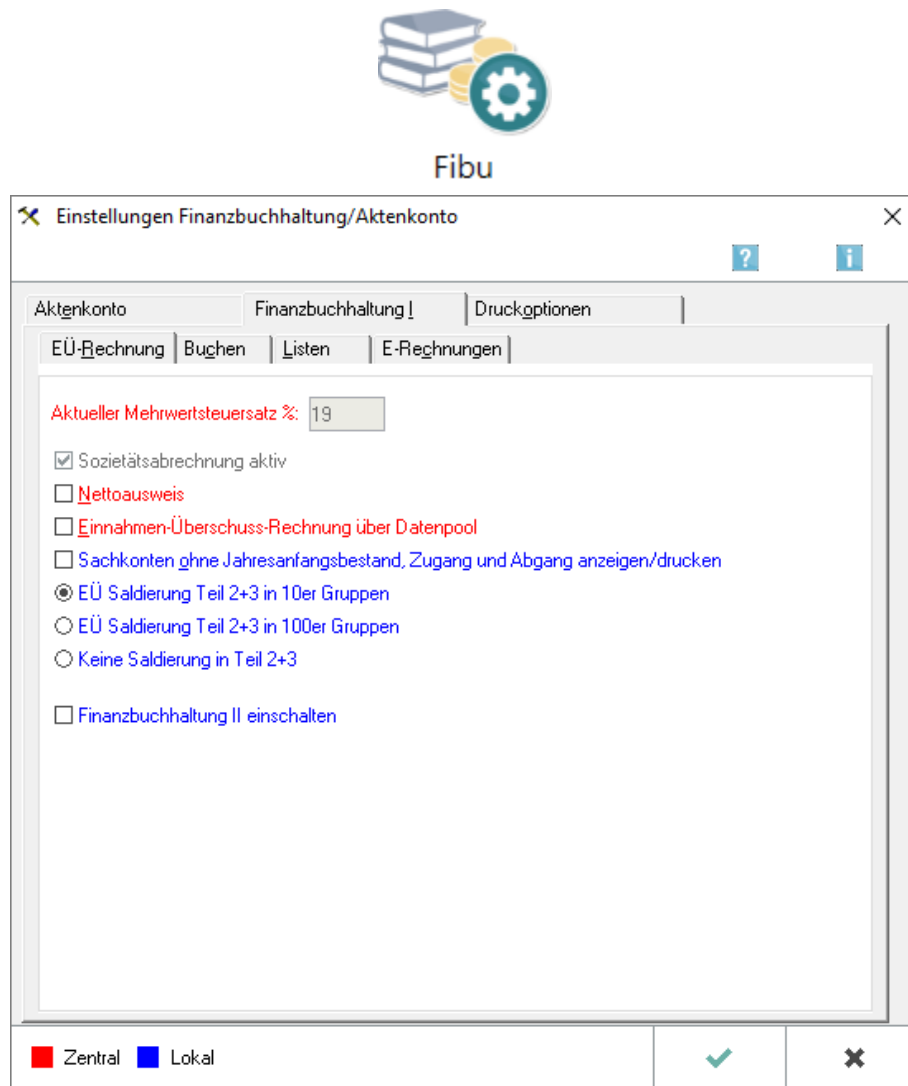 Fibu
Einstellungen Finanzbuchhaltung/Aktenkonto
? i
Aktenkonto Finanzbuchhaltung I Druckoptionen
EÜ-Rechnung Buchen Listen E-Rechnungen
Aktueller Mehrwertsteuersatz %: 19
Sozietätsabrechnung aktiv
Nettoausweis
Einnahmen-Überschuss-Rechnung über Datenpool
Sachkonten ohne Jahresanfangsbestand, Zugang und Abgang anzeigen/drucken
EÜ Saldierung Teil 2+3 in 10er Gruppen
EÜ Saldierung Teil 2+3 in 100er Gruppen
Keine Saldierung in Teil 2+3
Finanzbuchhaltung II einschalten
Zentral Lokal